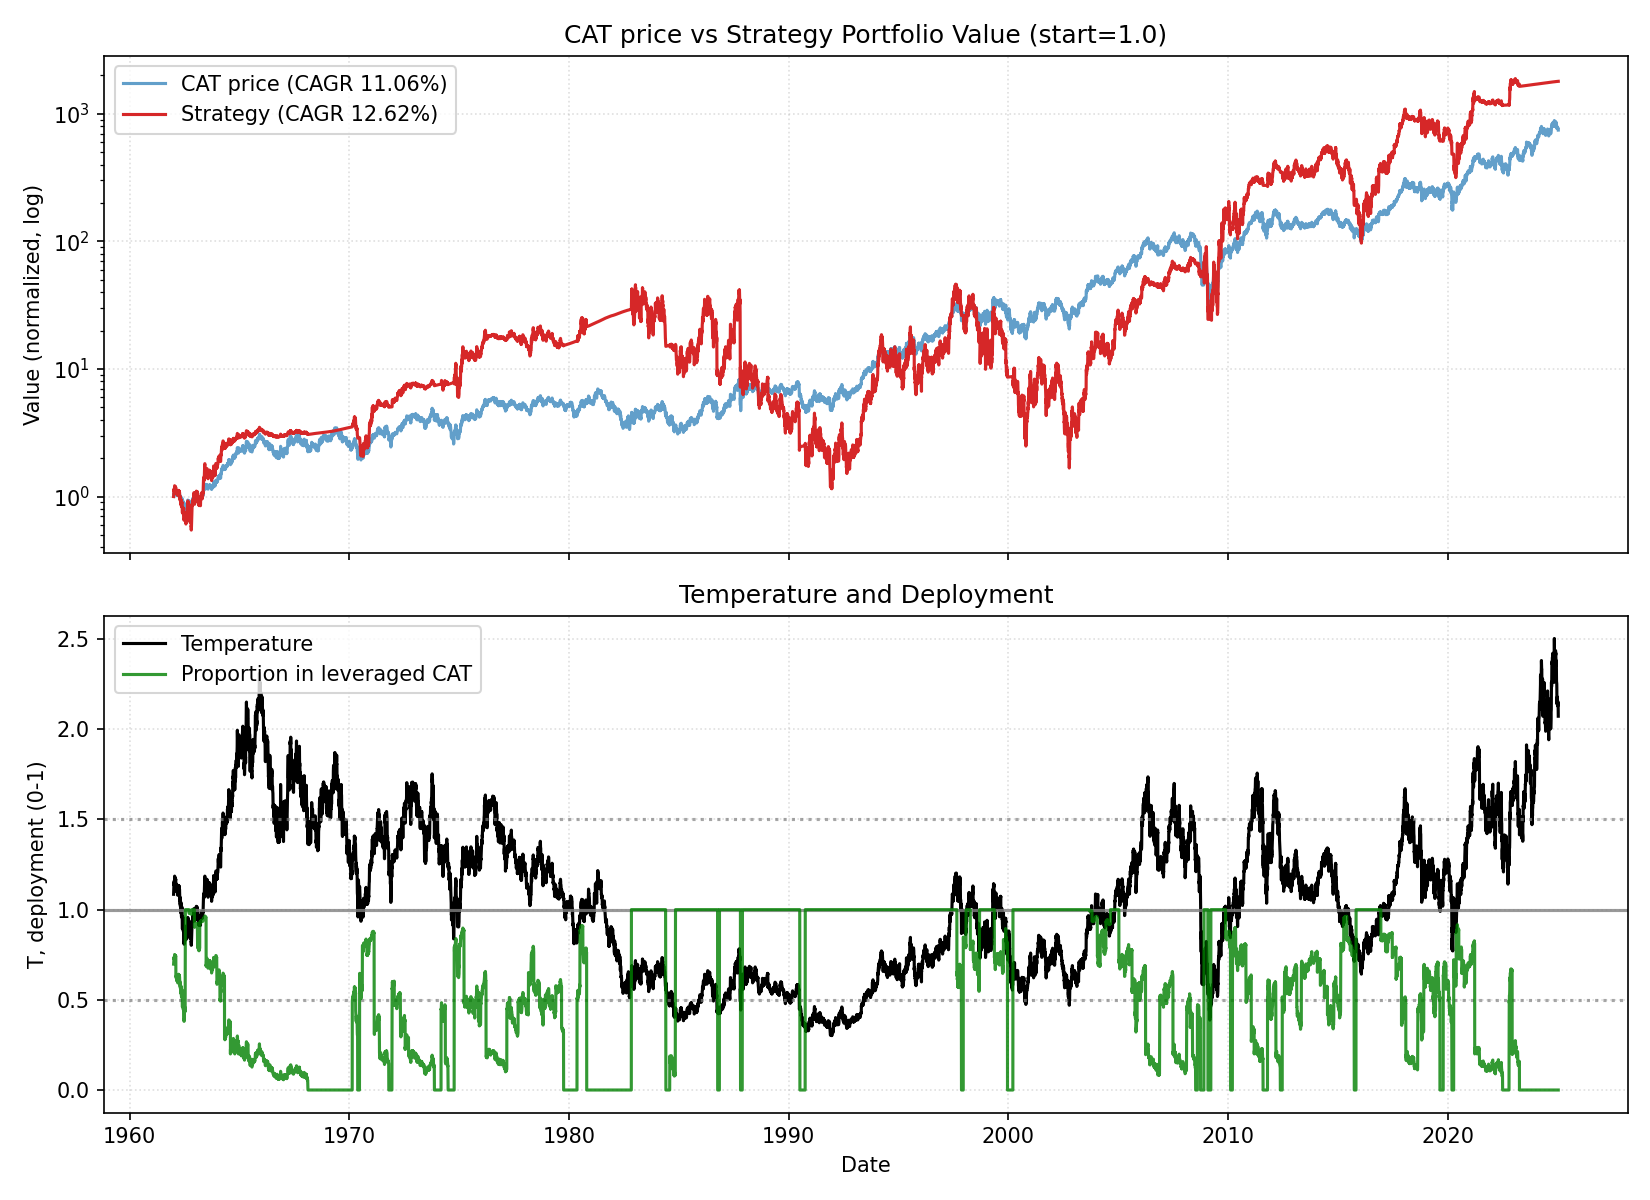 CAT price vs Strategy Portfolio Value (start=1.0)
CAT price (CAGR 11.06%)
Strategy (CAGR 12.62%)
Value (normalized, log)
10³
10²
10¹
10⁰
Temperature and Deployment
Temperature
Proportion in leveraged CAT
T, deployment (0-1)
2.5
2.0
1.5
1.0
0.5
0.0
1960 1970 1980 1990 2000 2010 2020
Date